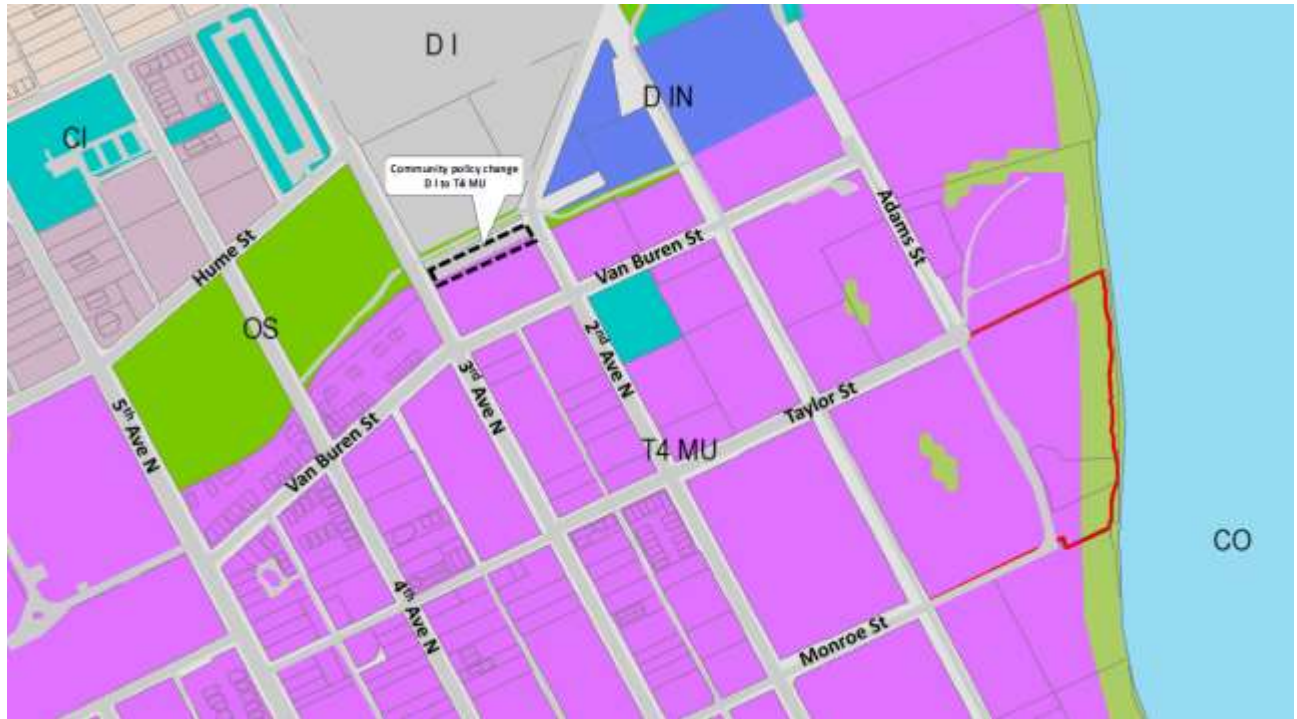 D I
D IN
CI
Community policy change
D I to T4 MU
Adams St
Hume St
Van Buren St
OS
2nd Ave N
3rd Ave N
Taylor St
5th Ave N
Van Buren St
T4 MU
CO
4th Ave N
Monroe St